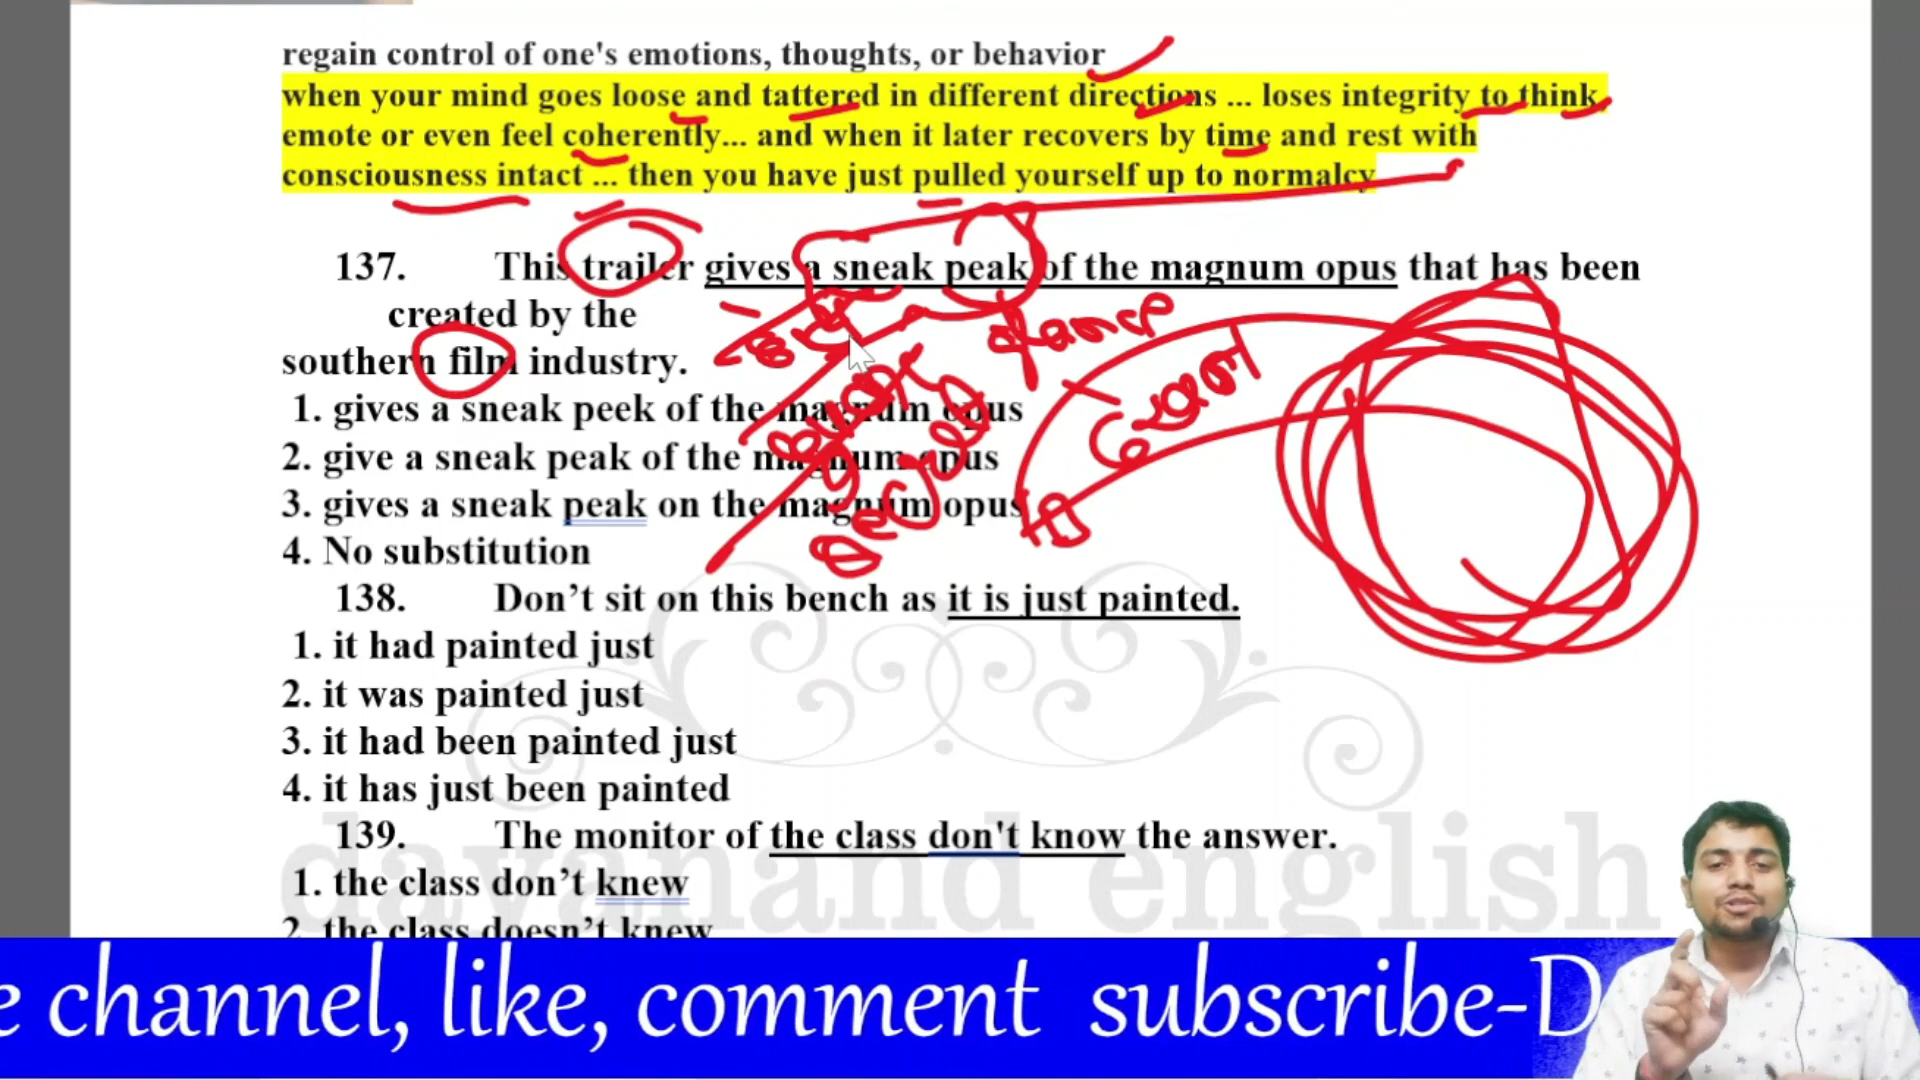 regain control of one's emotions, thoughts, or behavior
when your mind goes loose and tattered in different directions ... loses integrity to think,
emote or even feel coherently... and when it later recovers by time and rest with
consciousness intact ... then you have just pulled yourself up to normalcy
137. This trailer gives a sneak peak of the magnum opus that has been
created by the
southern film industry.
1. gives a sneak peek of the magnum opus
2. give a sneak peak of the magnum opus
3. gives a sneak peak on the magnum opus
4. No substitution
138. Don't sit on this bench as it is just painted.
1. it had painted just
2. it was painted just
3. it had been painted just
4. it has just been painted
139. The monitor of the class don't know the answer.
1. the class don't knew
2. the class doesn't knew
dayanand english
e channel, like, comment subscribe-D